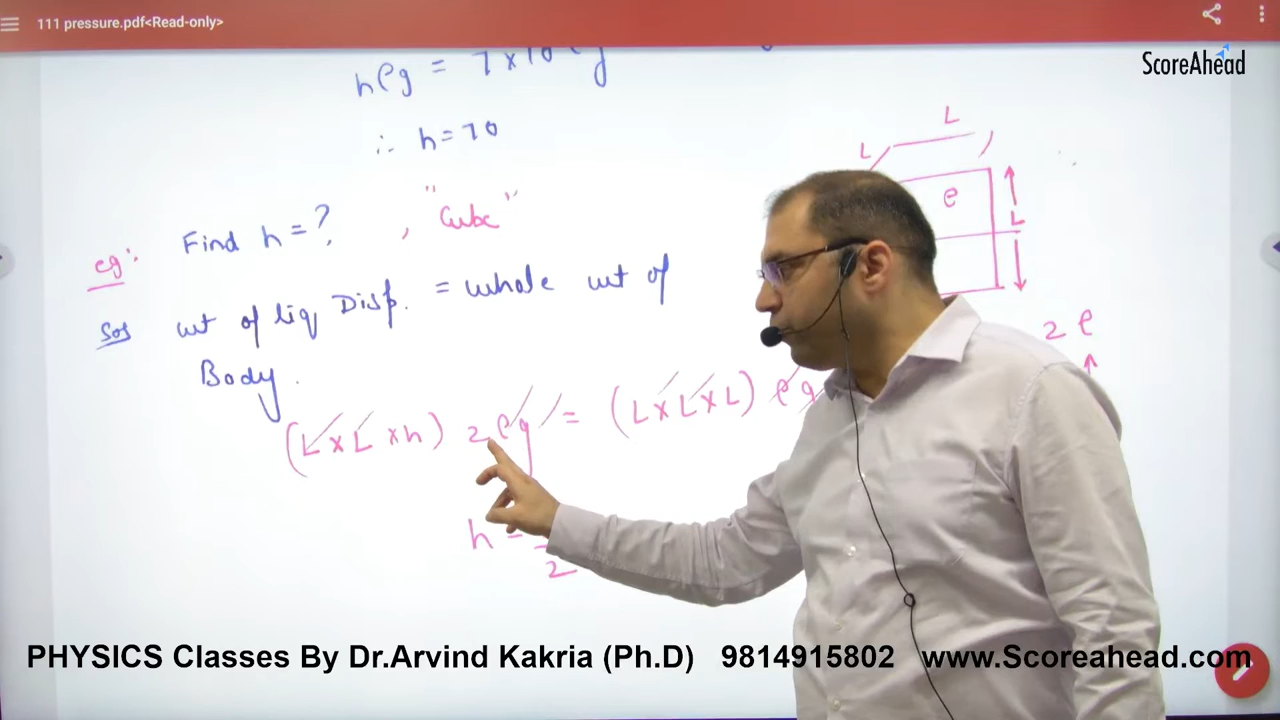 111 pressure.pdf<Read-only>
ScoreAhead
hρg = 7 × 10
∴ h = 70
L
L
ρ
L
eg: Find h = ? , "Cube"
Sol wt of liq Disp. = whole wt of
Body.
2ρ
(L × L × h) 2ρg = (L × L × L) ρg
h =
2
PHYSICS Classes By Dr.Arvind Kakria (Ph.D) 9814915802 www.Scoreahead.com